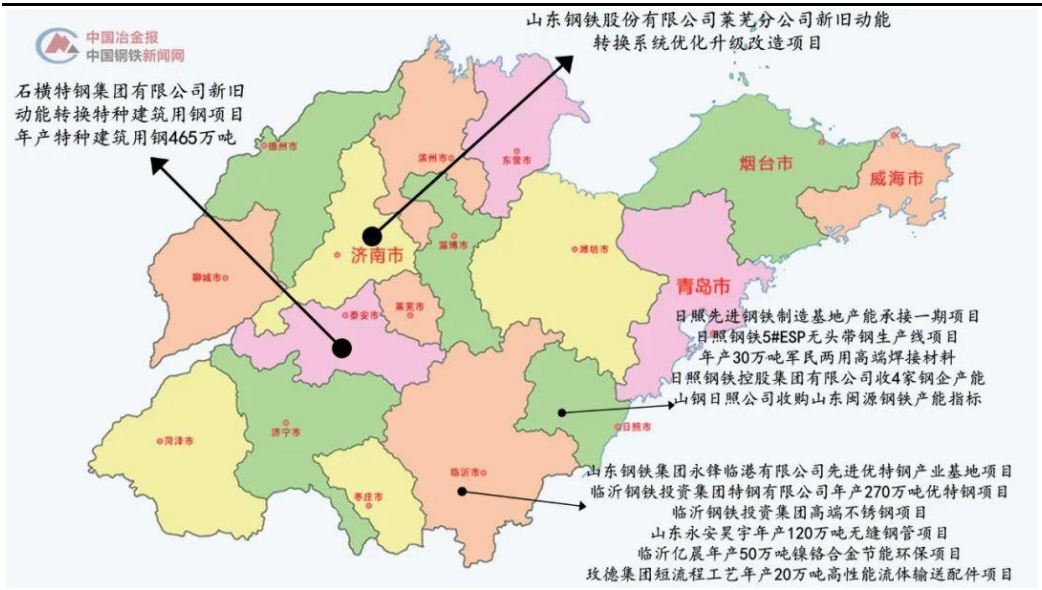 中国冶金报
中国钢铁新闻网
山东钢铁股份有限公司莱芜分公司新旧动能
转换系统优化升级改造项目
石横特钢集团有限公司新旧
动能转换特种建筑用钢项目
年产特种建筑用钢465万吨
德州市
滨州市
东营市
烟台市
威海市
济南市
淄博市
潍坊市
聊城市
莱芜市
泰安市
青岛市
日照先进钢铁制造基地产能承接一期项目
日照钢铁5#ESP无头带钢生产线项目
年产30万吨军民两用高端焊接材料
日照钢铁控股集团有限公司收4家钢企产能
山钢日照公司收购山东闽源钢铁产能指标
日照市
菏泽市
济宁市
临沂市
枣庄市
山东钢铁集团永锋临港有限公司先进优特钢产业基地项目
临沂钢铁投资集团特钢有限公司年产270万吨优特钢项目
临沂钢铁投资集团高端不锈钢项目
山东永安昊宇年产120万吨无缝钢管项目
临沂亿晨年产50万吨镍铬合金节能环保项目
玫德集团短流程工艺年产20万吨高性能流体输送配件项目